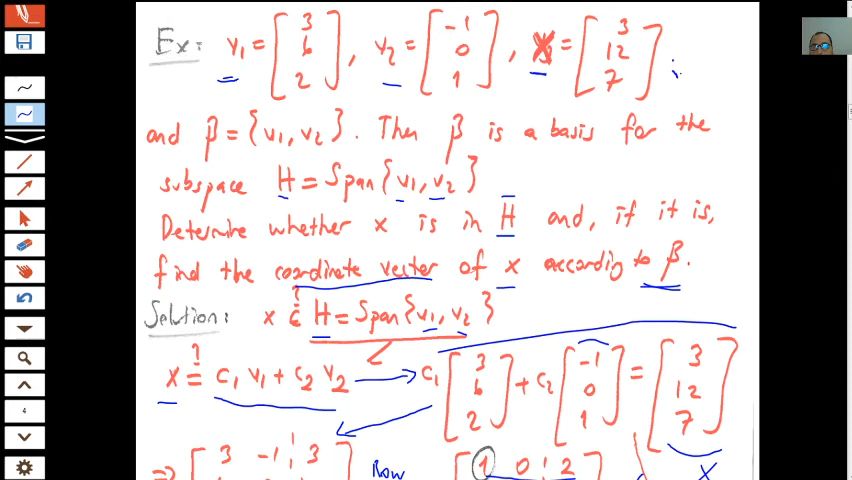 Ex: v1 = [3 6 2], v2 = [-1 0 1], x = [3 12 7]
and β = {v1, v2}. Then β is a basis for the
subspace H = Span{v1, v2}
Determine whether x is in H and, if it is,
find the coordinate vector of x according to β.
Solution: x ∈? H = Span{v1, v2}
x =? c1 v1 + c2 v2 → c1 [3 6 2] + c2 [-1 0 1] = [3 12 7]
⇒ [3 -1 | 3 Row [1 0 | 2 x
4